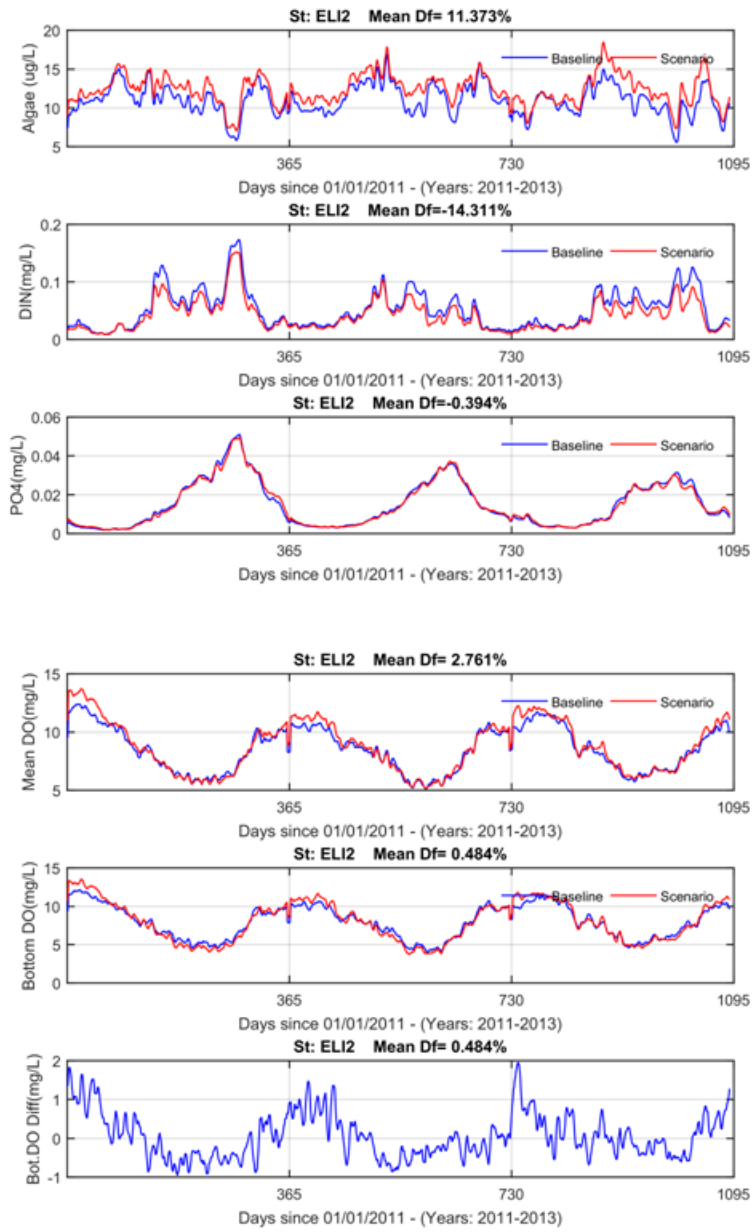 St: ELI2 Mean Df= 11.373%
20
15
10
5
Algae (ug/L)
Baseline Scenario
365 730 1095
Days since 01/01/2011 - (Years: 2011-2013)
St: ELI2 Mean Df=-14.311%
0.2
0.1
0
DIN(mg/L)
Baseline Scenario
365 730 1095
Days since 01/01/2011 - (Years: 2011-2013)
St: ELI2 Mean Df=-0.394%
0.06
0.04
0.02
0
PO4(mg/L)
Baseline Scenario
365 730 1095
Days since 01/01/2011 - (Years: 2011-2013)
St: ELI2 Mean Df= 2.761%
15
10
5
Mean DO(mg/L)
Baseline Scenario
365 730 1095
Days since 01/01/2011 - (Years: 2011-2013)
St: ELI2 Mean Df= 0.484%
15
10
5
0
Bottom DO(mg/L)
Baseline Scenario
365 730 1095
Days since 01/01/2011 - (Years: 2011-2013)
St: ELI2 Mean Df= 0.484%
2
1
0
-1
Bot.DO Diff(mg/L)
365 730 1095
Days since 01/01/2011 - (Years: 2011-2013)